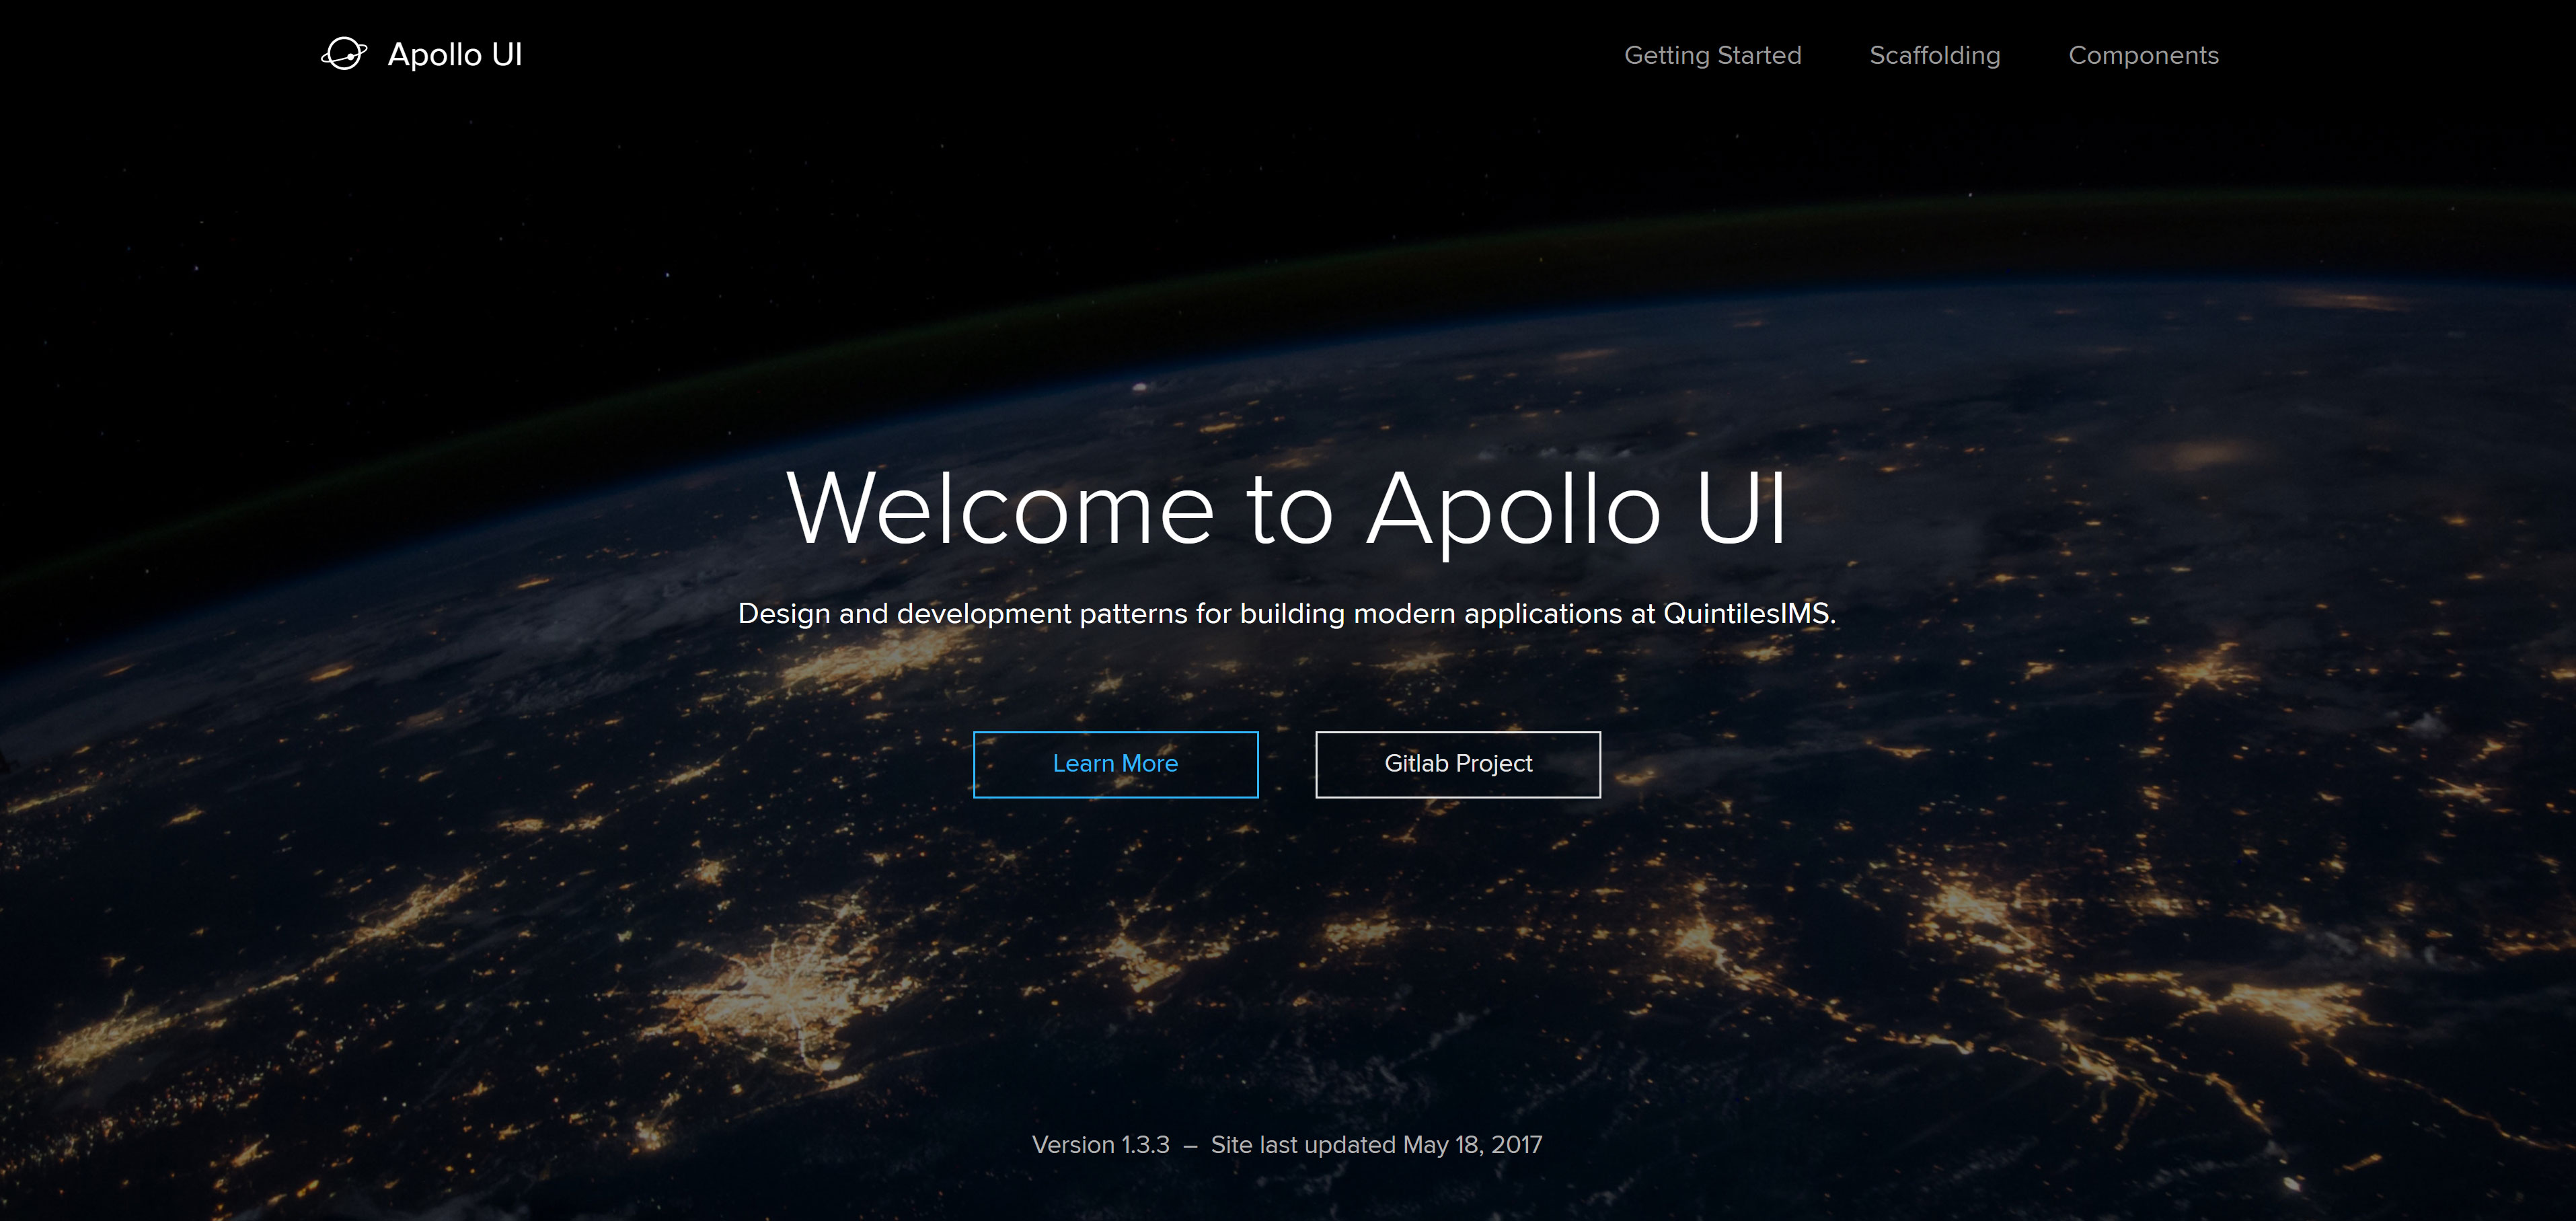 Apollo UI
Getting Started
Scaffolding
Components
Welcome to Apollo UI
Design and development patterns for building modern applications at QuintilesIMS.
Learn More
Gitlab Project
Version 1.3.3 – Site last updated May 18, 2017